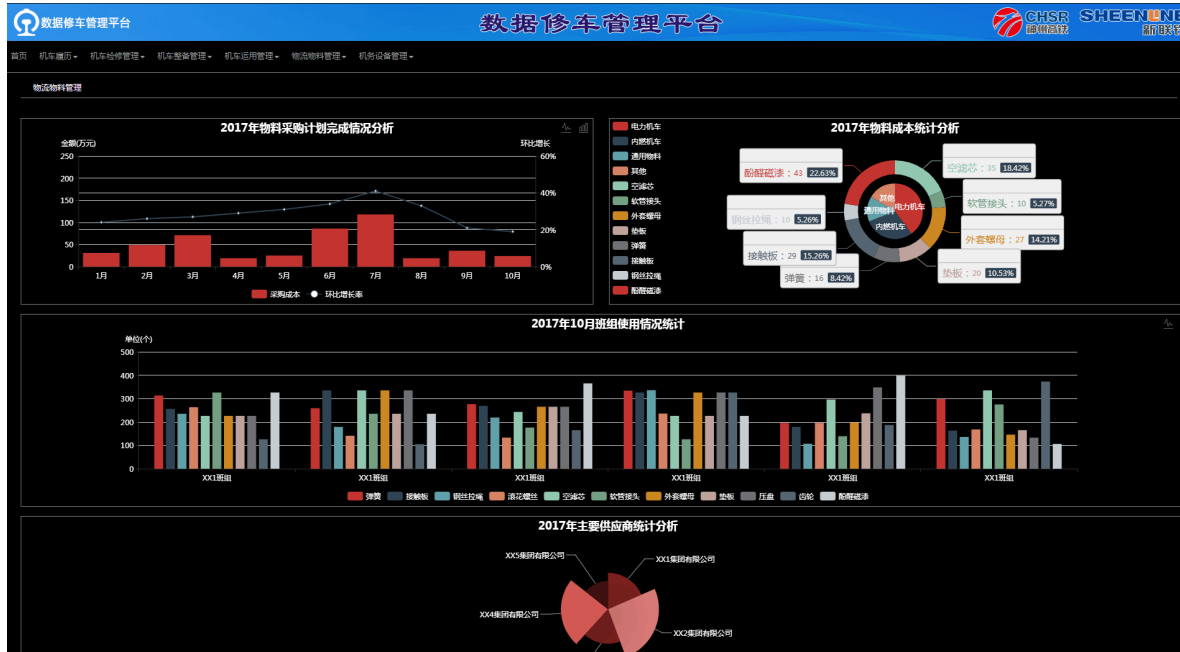 数据修车管理平台
数据修车管理平台
CHSR
神州高铁
SHEENLINE
新联铁
首页 机车履历 机车检修管理 机车整备管理 机车运用管理 物流物料管理 机务设备管理
物流物料管理
2017年物料采购计划完成情况分析
金额(万元) 环比增长
250 60%
200
150 40%
100
50 20%
0 0%
1月 2月 3月 4月 5月 6月 7月 8月 9月 10月
采购成本 环比增长率
2017年物料成本统计分析
电力机车
内燃机车
通用物料
其他
空滤芯
软管接头
外套螺母
垫板
弹簧
接触板
钢丝拉绳
酚醛磁漆
酚醛磁漆：43 22.63%
空滤芯：35 18.42%
钢丝拉绳：10 5.26%
软管接头：10 5.27%
接触板：29 15.26%
外套螺母：27 14.21%
弹簧：16 8.42%
垫板：20 10.53%
其他
电力机车
通用物料
内燃机车
2017年10月班组使用情况统计
单位(个)
500
400
300
200
100
0
XX1班组 XX1班组 XX1班组 XX1班组 XX1班组 XX1班组
弹簧 接触板 钢丝拉绳 滚花螺丝 空滤芯 软管接头 外套螺母 垫板 压盘 齿轮 酚醛磁漆
2017年主要供应商统计分析
XX5集团有限公司
XX1集团有限公司
XX4集团有限公司
XX2集团有限公司